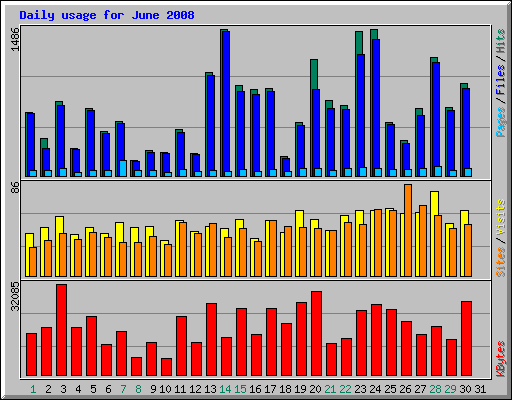 Daily usage for June 2008
1486
Pages / Files / Hits
86
Sites / Visits
32085
KBytes
1 2 3 4 5 6 7 8 9 10 11 12 13 14 15 16 17 18 19 20 21 22 23 24 25 26 27 28 29 30 31